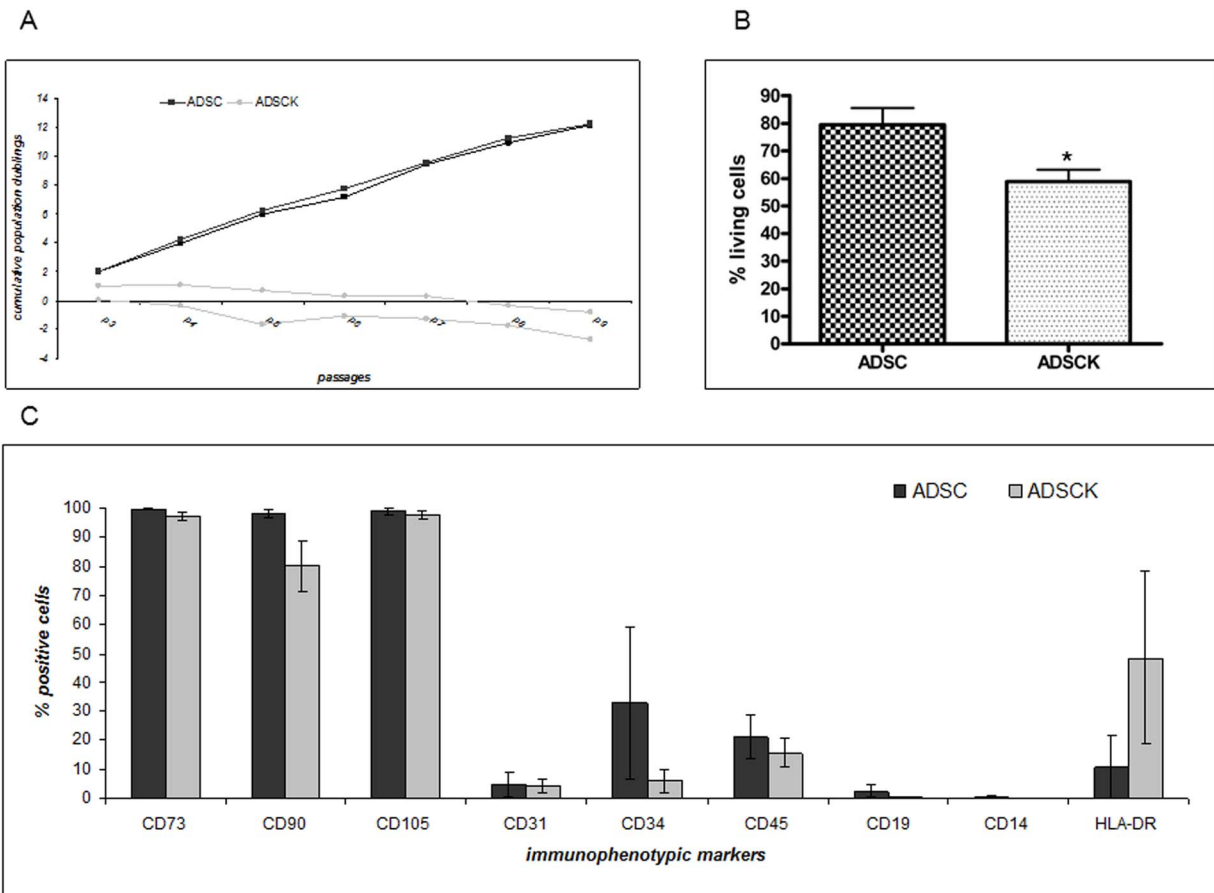 A
B
ADSC ADSCK
cumulative population dublings
14
12
10
8
6
4
2
0
-2
-4
p3 p4 p5 p6 p7 p8 p9
passages
% living cells
90
80
70
60
50
40
30
20
10
0
*
ADSC ADSCK
C
ADSC ADSCK
% positive cells
100
90
80
70
60
50
40
30
20
10
0
CD73 CD90 CD105 CD31 CD34 CD45 CD19 CD14 HLA-DR
immunophenotypic markers